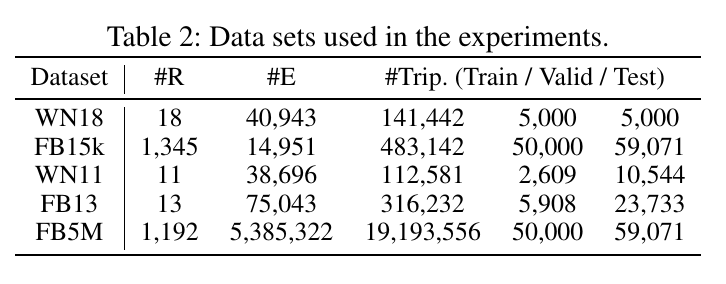 Table 2: Data sets used in the experiments.
Dataset #R #E #Trip. (Train / Valid / Test)
WN18 18 40,943 141,442 5,000 5,000
FB15k 1,345 14,951 483,142 50,000 59,071
WN11 11 38,696 112,581 2,609 10,544
FB13 13 75,043 316,232 5,908 23,733
FB5M 1,192 5,385,322 19,193,556 50,000 59,071